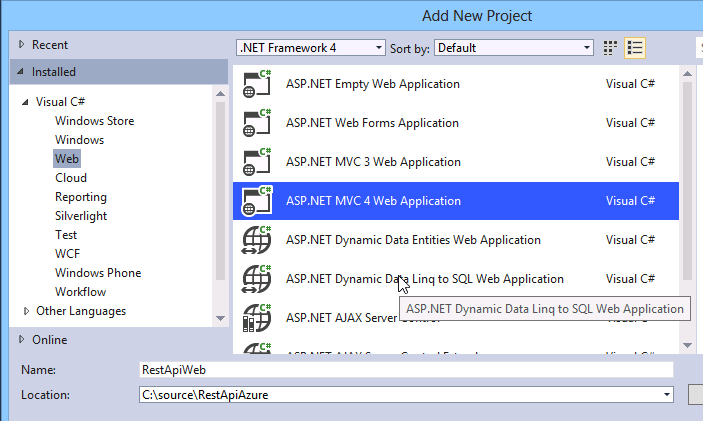 Add New Project
Recent
.NET Framework 4 Sort by: Default
Installed
Visual C#
Windows Store
Windows
Web
Cloud
Reporting
Silverlight
Test
WCF
Windows Phone
Workflow
Other Languages
Online
C# ASP.NET Empty Web Application Visual C#
C# ASP.NET Web Forms Application Visual C#
C# ASP.NET MVC 3 Web Application Visual C#
C# ASP.NET MVC 4 Web Application Visual C#
C# ASP.NET Dynamic Data Entities Web Application Visual C#
C# ASP.NET Dynamic Data Linq to SQL Web Application Visual C#
ASP.NET Dynamic Data Linq to SQL Web Application
C# ASP.NET AJAX Server
Name: RestApiWeb
Location: C:\source\RestApiAzure